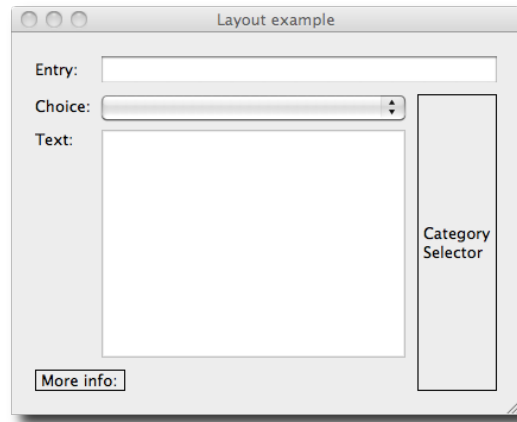 Layout example
Entry:
Choice:
Text:
Category
Selector
More info: